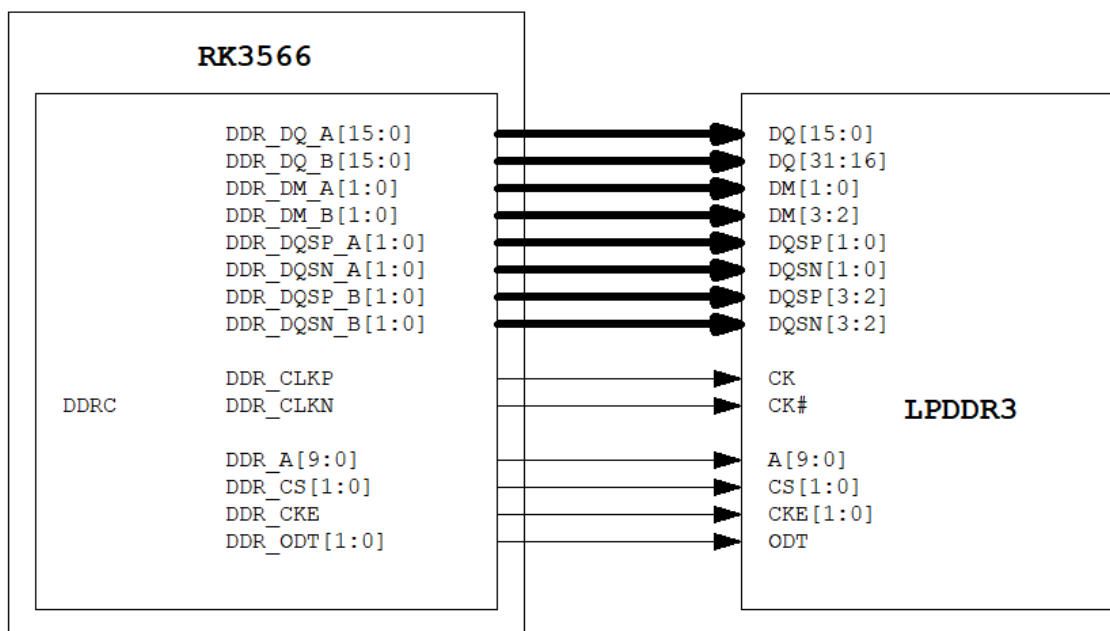 RK3566
DDR_DQ_A[15:0] DQ[15:0]
DDR_DQ_B[15:0] DQ[31:16]
DDR_DM_A[1:0] DM[1:0]
DDR_DM_B[1:0] DM[3:2]
DDR_DQSP_A[1:0] DQSP[1:0]
DDR_DQSN_A[1:0] DQSN[1:0]
DDR_DQSP_B[1:0] DQSP[3:2]
DDR_DQSN_B[1:0] DQSN[3:2]
DDR_CLKP CK
DDRC DDR_CLKN CK# LPDDR3
DDR_A[9:0] A[9:0]
DDR_CS[1:0] CS[1:0]
DDR_CKE CKE[1:0]
DDR_ODT[1:0] ODT